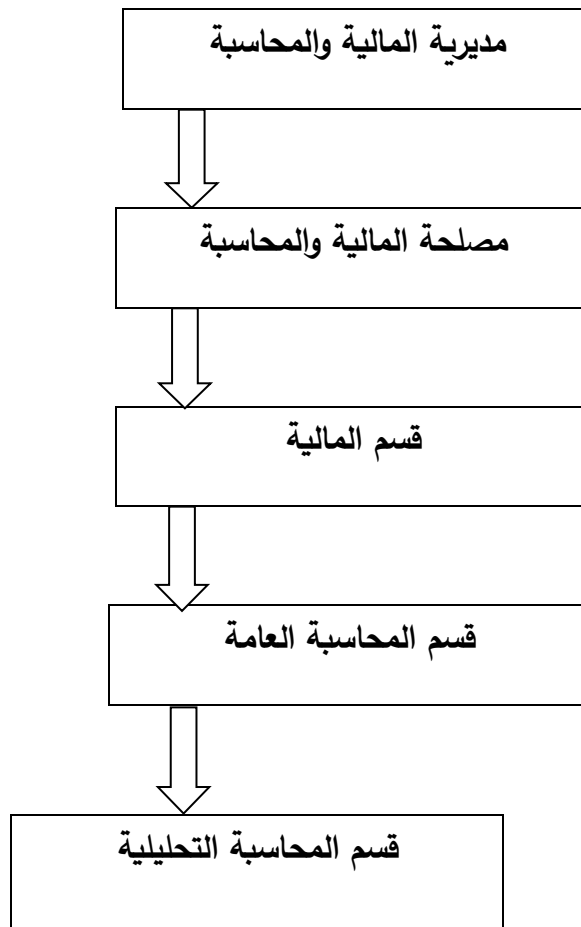 مديرية المالية والمحاسبة
مصلحة المالية والمحاسبة
قسم المالية
قسم المحاسبة العامة
قسم المحاسبة التحليلية